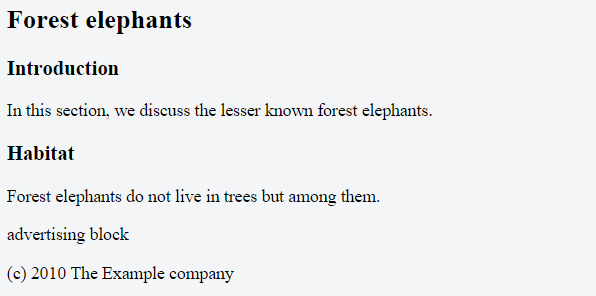 Forest elephants
Introduction
In this section, we discuss the lesser known forest elephants.
Habitat
Forest elephants do not live in trees but among them.
advertising block
(c) 2010 The Example company